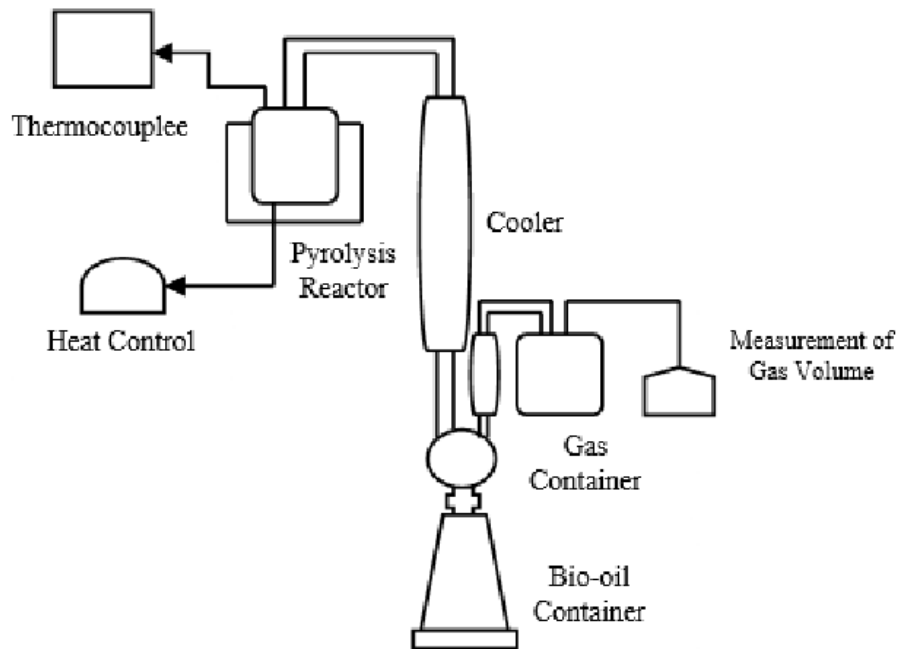 Thermocouplee
Pyrolysis
Reactor
Heat Control
Cooler
Measurement of
Gas Volume
Gas
Container
Bio-oil
Container